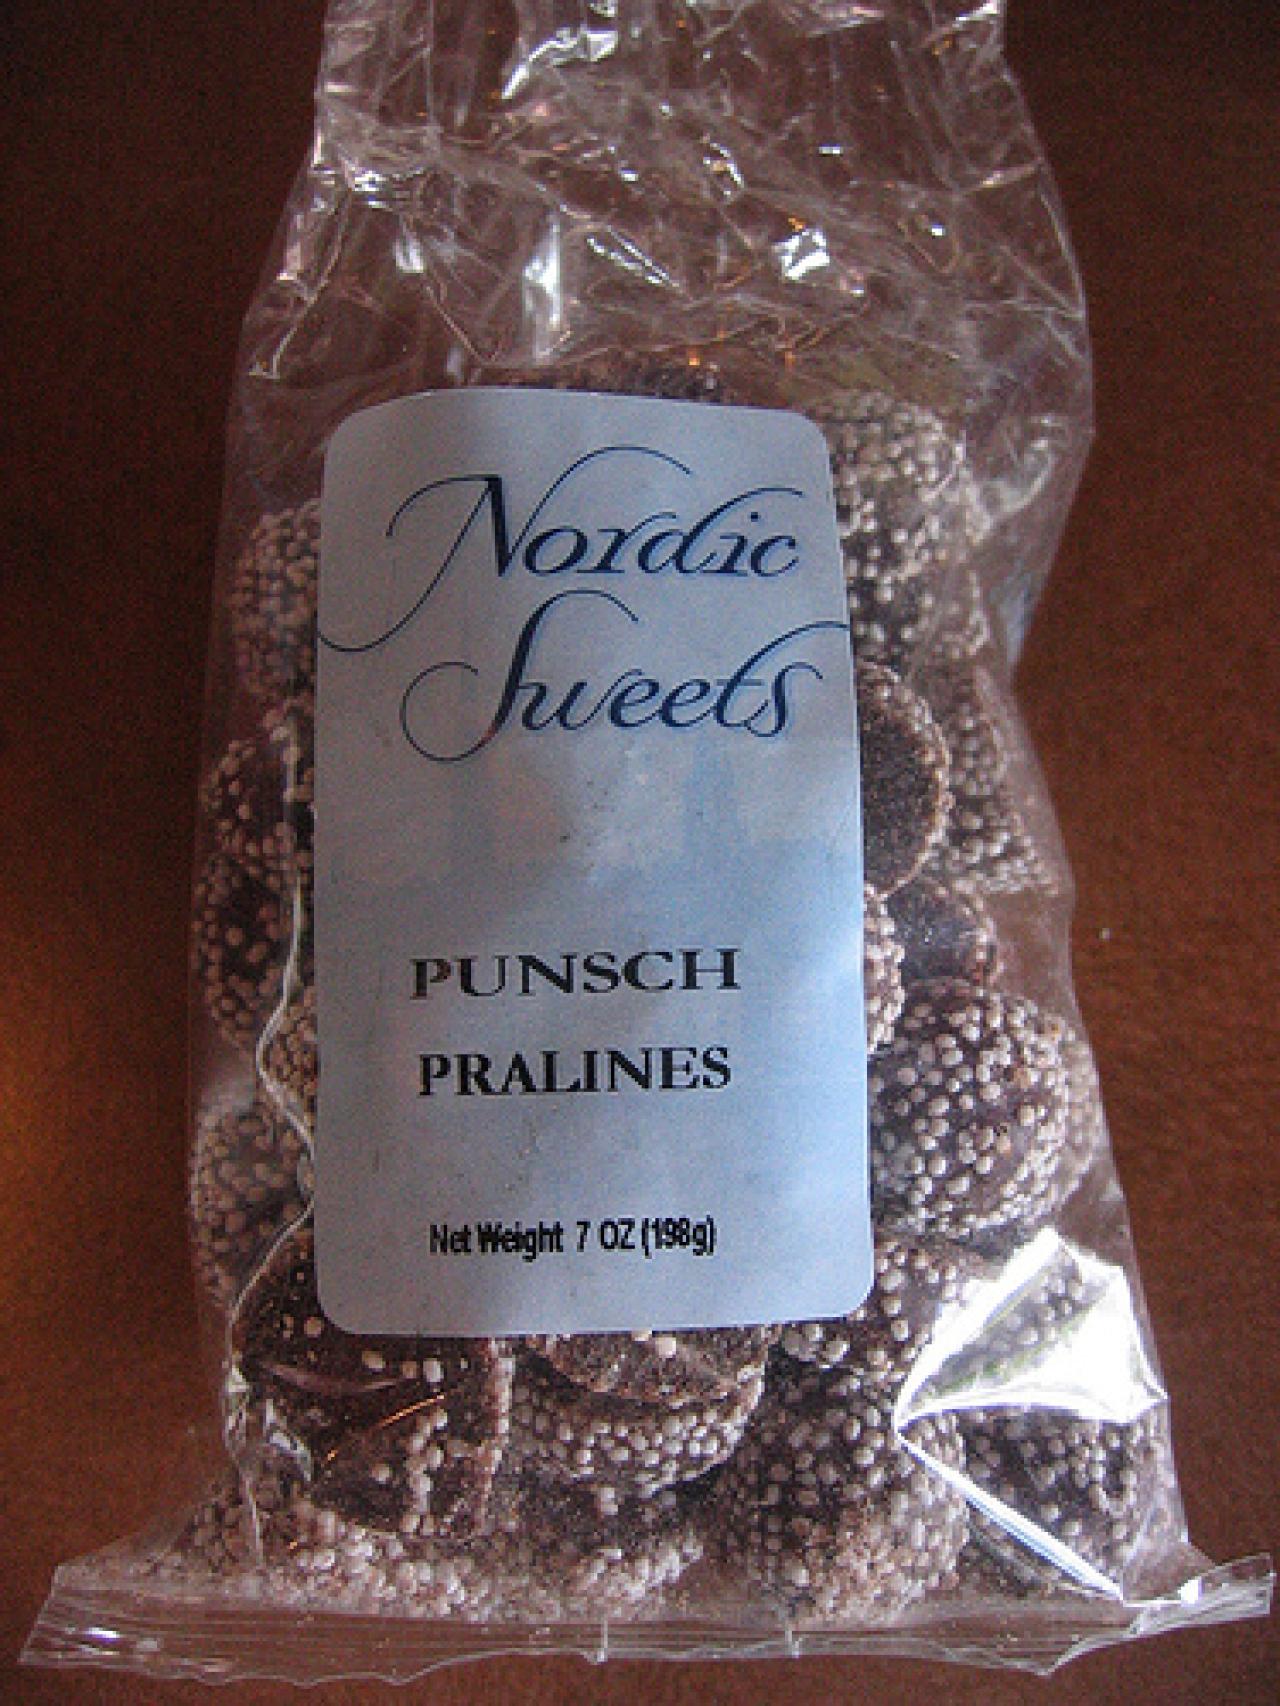 Nordic
Sweets
PUNSCH
PRALINES
Net Weight 7 OZ (198g)